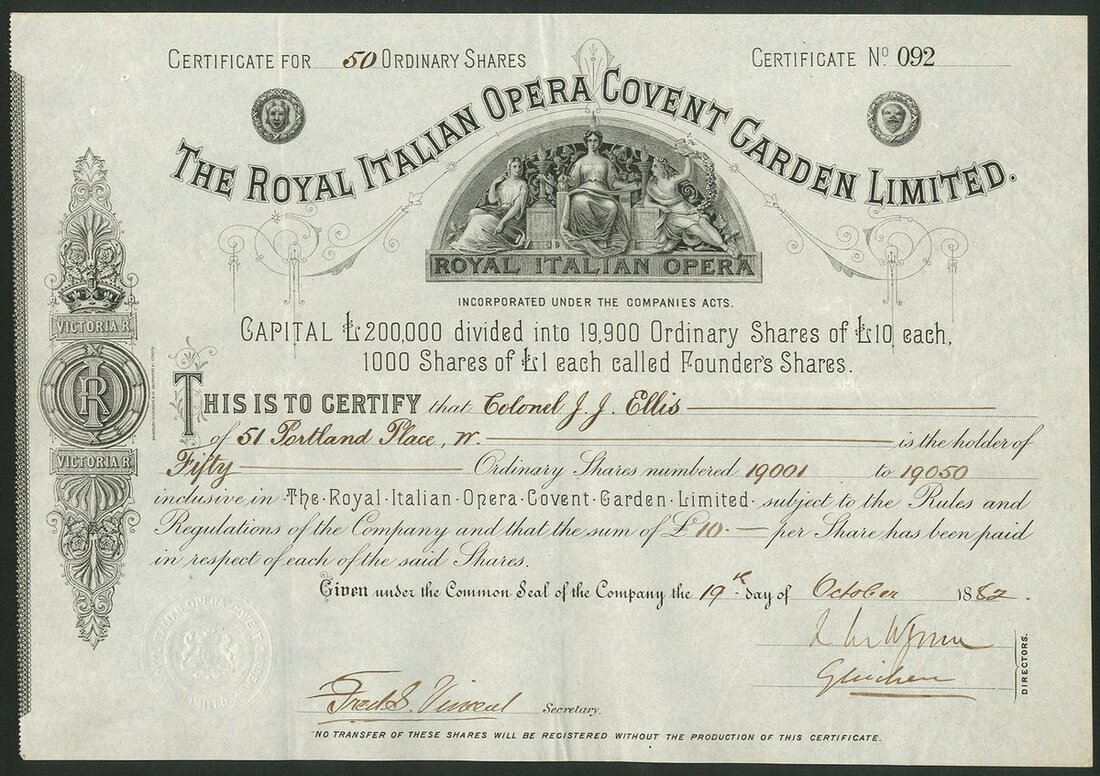 CERTIFICATE FOR 50 ORDINARY SHARES
CERTIFICATE No. 092
THE ROYAL ITALIAN OPERA COVENT GARDEN LIMITED.
ROYAL ITALIAN OPERA
INCORPORATED UNDER THE COMPANIES ACTS.
CAPITAL £200,000 divided into 19,900 Ordinary Shares of £10 each,
1000 Shares of £1 each called Founder's Shares.
VICTORIA R.
R
VICTORIA R.
THIS IS TO CERTIFY that Colonel J. J. Ellis
of 51 Portland Place, W. is the holder of
Fifty Ordinary Shares numbered 19001 to 19050
inclusive in The Royal Italian Opera Covent Garden Limited subject to the Rules and
Regulations of the Company and that the sum of £10 per Share has been paid
in respect of each of the said Shares.
Given under the Common Seal of the Company the 19th day of October 1882.
Gleichen
DIRECTORS.
Secretary.
NO TRANSFER OF THESE SHARES WILL BE REGISTERED WITHOUT THE PRODUCTION OF THIS CERTIFICATE.